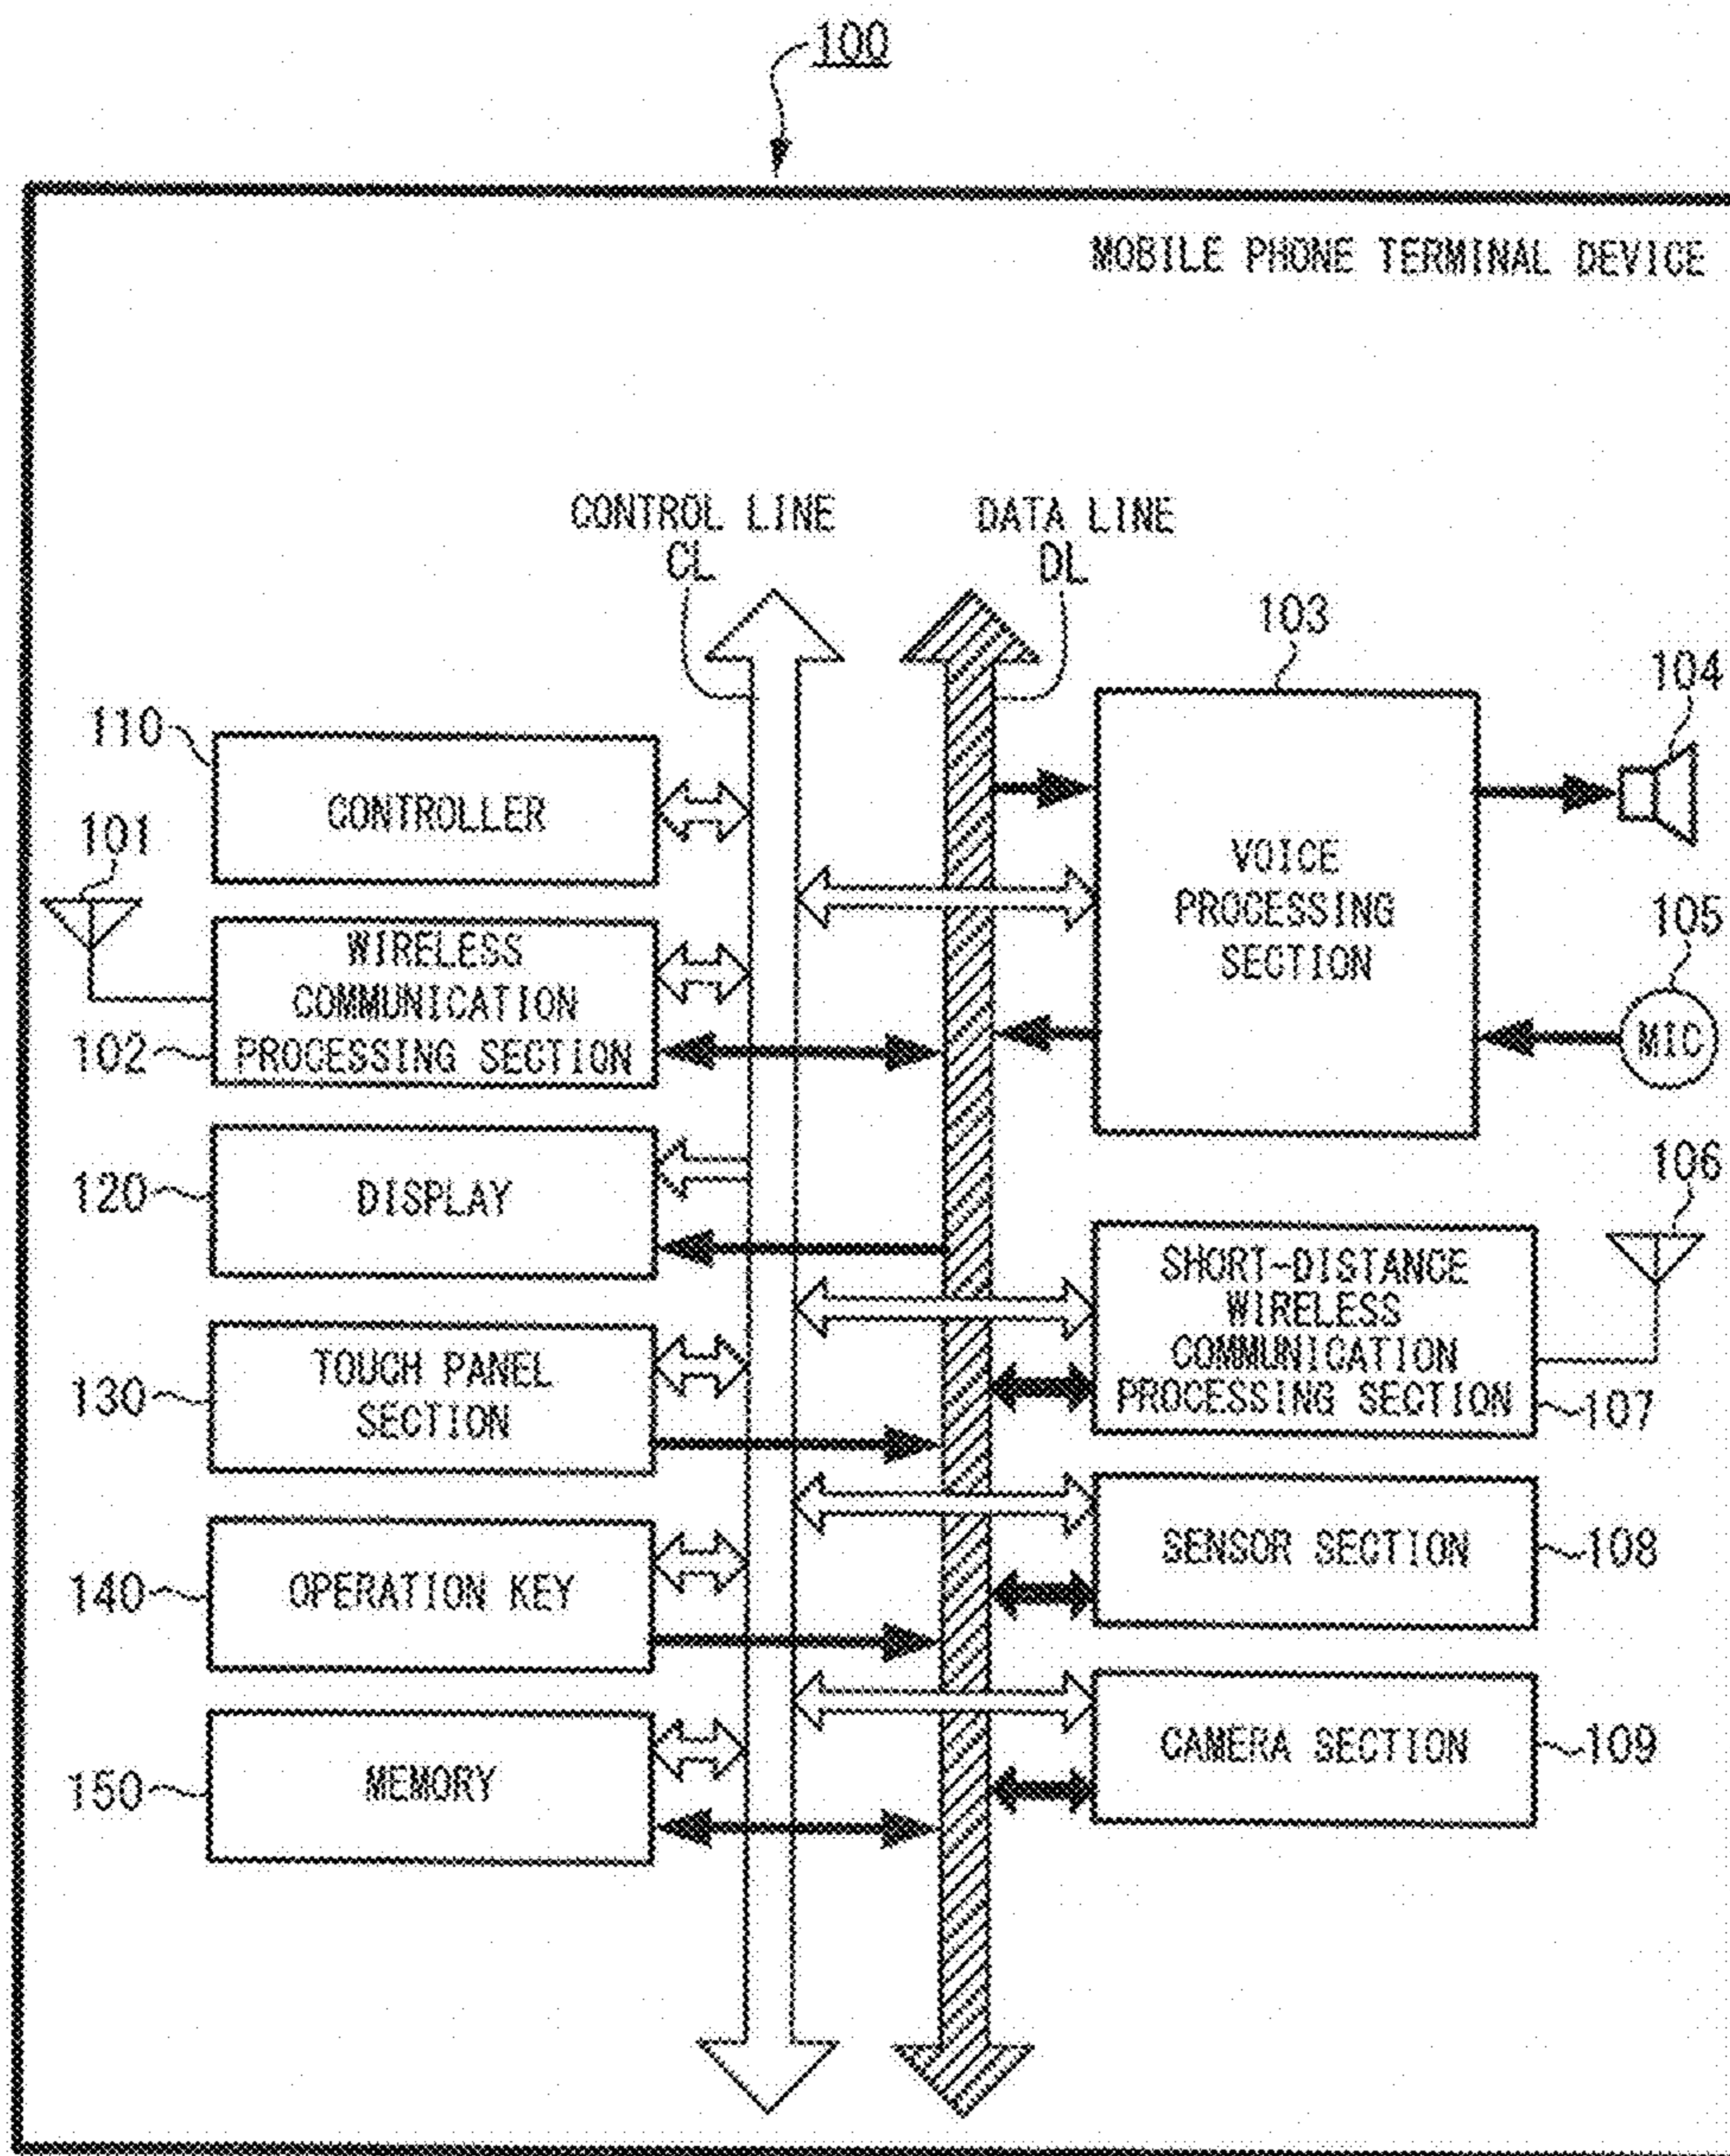 100
MOBILE PHONE TERMINAL DEVICE
CONTROL LINE
CL
DATA LINE
DL
110
CONTROLLER
101
WIRELESS
COMMUNICATION
PROCESSING SECTION
102
DISPLAY
120
TOUCH PANEL
SECTION
130
OPERATION KEY
140
MEMORY
150
103
VOICE
PROCESSING
SECTION
104
105
MIC
106
SHORT-DISTANCE
WIRELESS
COMMUNICATION
PROCESSING SECTION
107
SENSOR SECTION
108
CAMERA SECTION
109